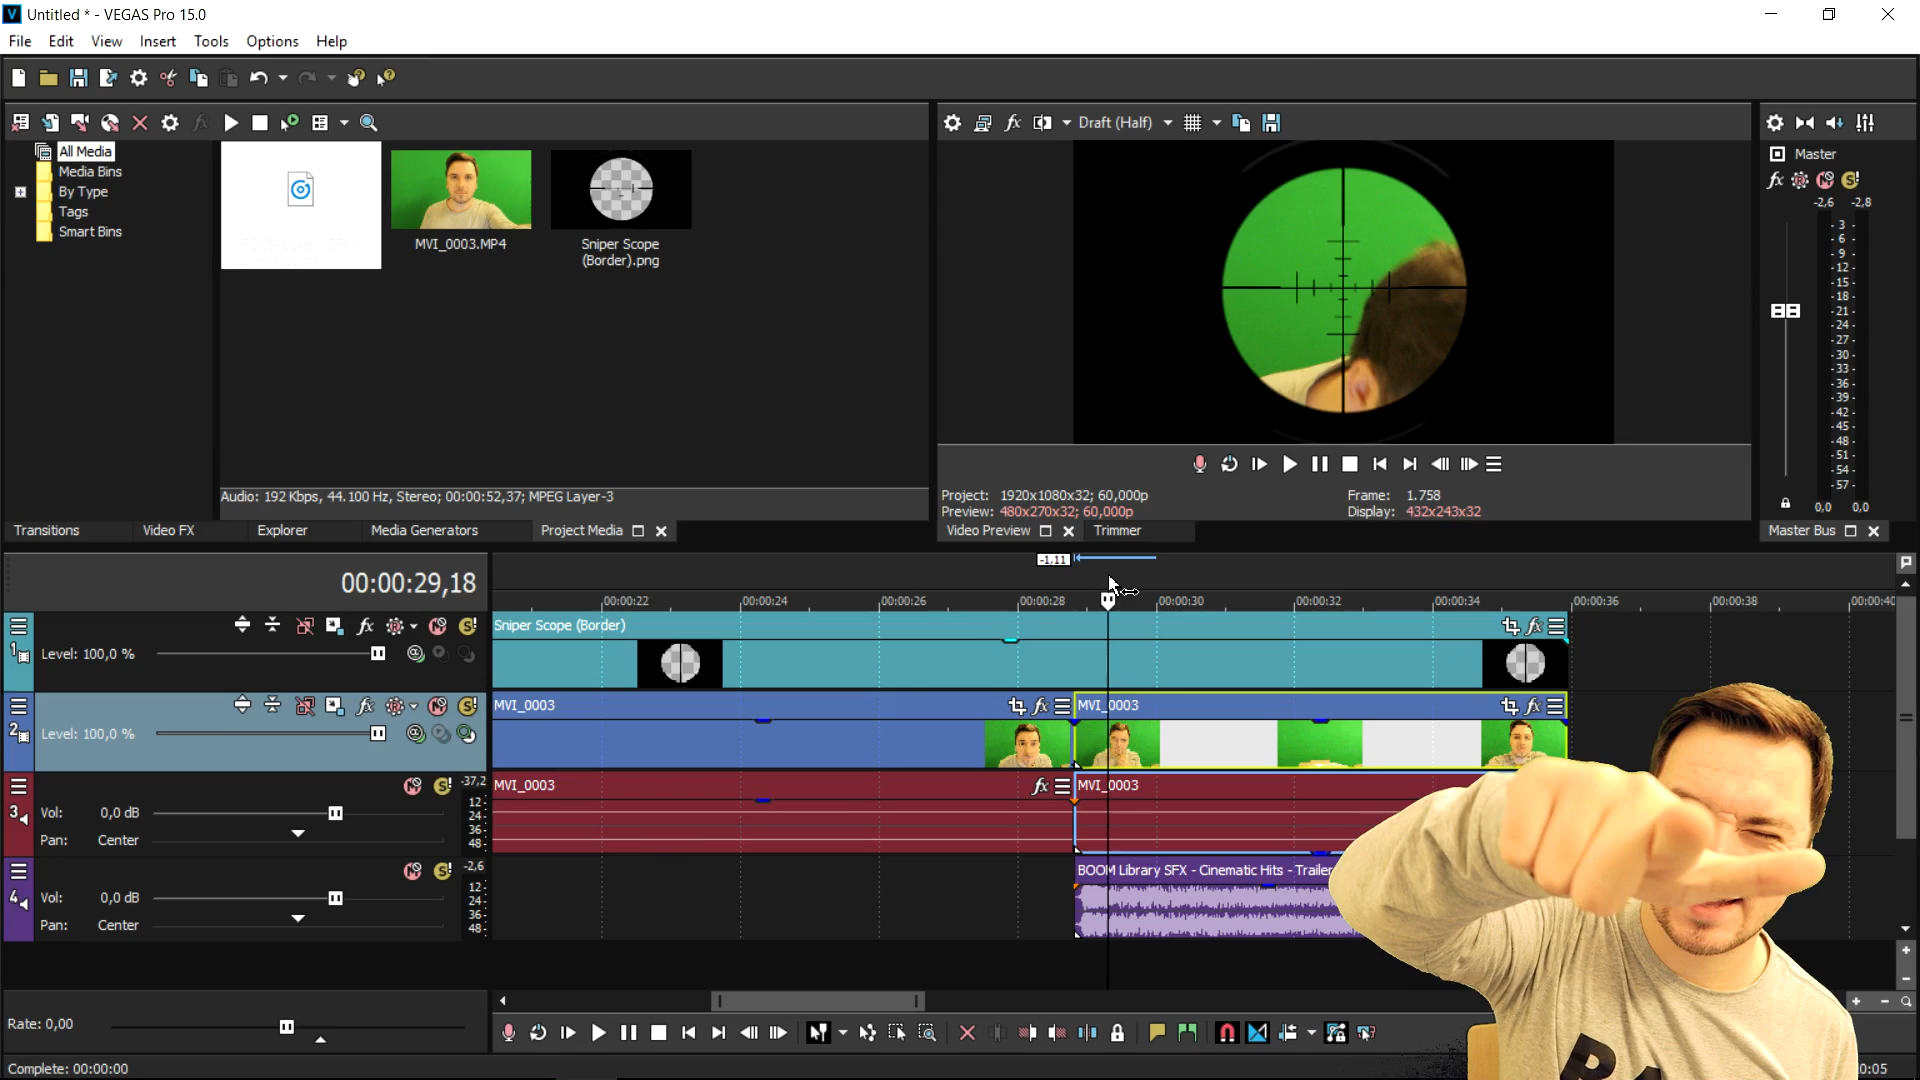 Untitled * - VEGAS Pro 15.0
File Edit View Insert Tools Options Help
Draft (Half)
All Media
Media Bins
By Type
Tags
Smart Bins
MVI_0003.MP4
Sniper Scope
(Border).png
Audio: 192 Kbps, 44.100 Hz, Stereo; 00:00:52,37; MPEG Layer-3
Transitions Video FX Explorer Media Generators Project Media
Project: 1920x1080x32; 60,000p
Preview: 480x270x32; 60,000p
Frame: 1.758
Display: 432x243x32
Video Preview Trimmer
Master
-2,6 -2,8
- 3 -
- 6 -
- 9 -
-12-
-15-
-18-
-21-
-24-
-27-
-30-
-33-
-36-
-39-
-42-
-45-
-48-
-51-
-54-
-57-
0,0 0,0
Master Bus
00:00:29,18
-1,11
00:00:22 00:00:24 00:00:26 00:00:28 00:00:30 00:00:32 00:00:34 00:00:36 00:00:38 00:00:40
1
Level: 100,0 %
Sniper Scope (Border)
2
Level: 100,0 %
MVI_0003 MVI_0003
3
Vol: 0,0 dB
Pan: Center
-37,2
12-
24-
36-
48-
MVI_0003 MVI_0003
4
Vol: 0,0 dB
Pan: Center
-2,6
12-
24-
36-
48-
BOOM Library SFX - Cinematic Hits - Trailer
Rate: 0,00
Complete: 00:00:00
0:05